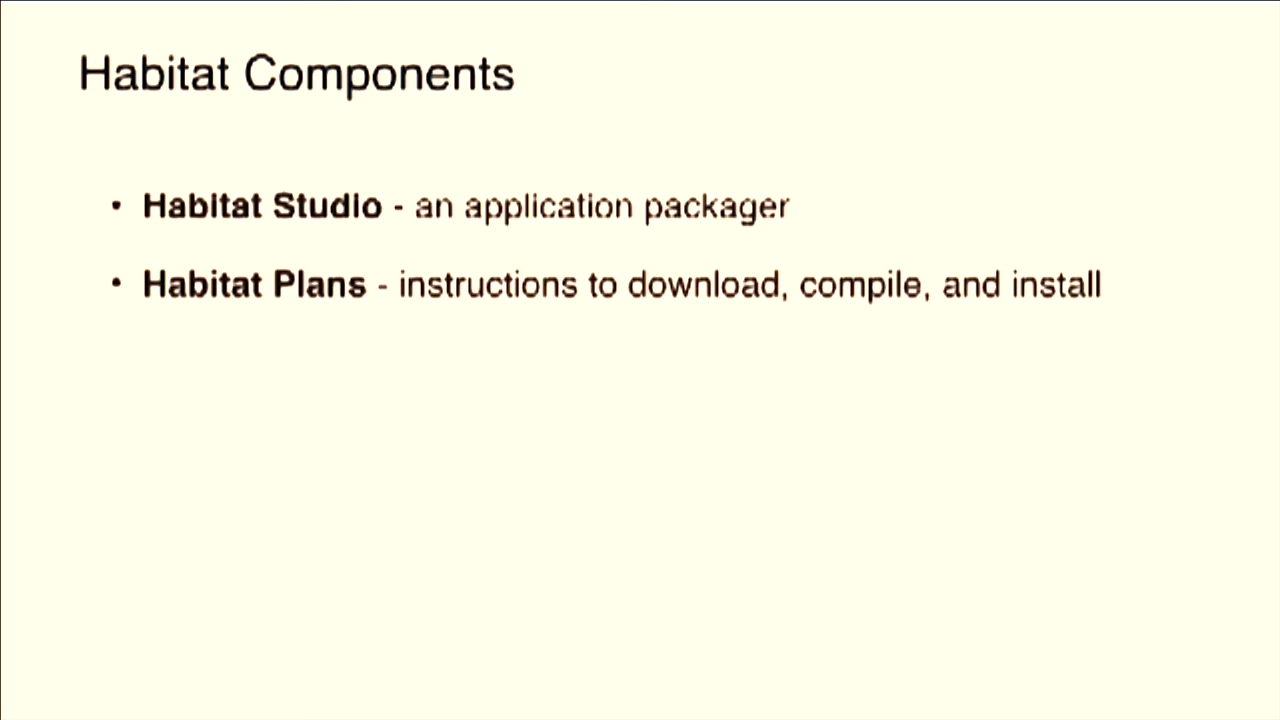 Habitat Components
• Habitat Studio - an application packager
• Habitat Plans - instructions to download, compile, and install